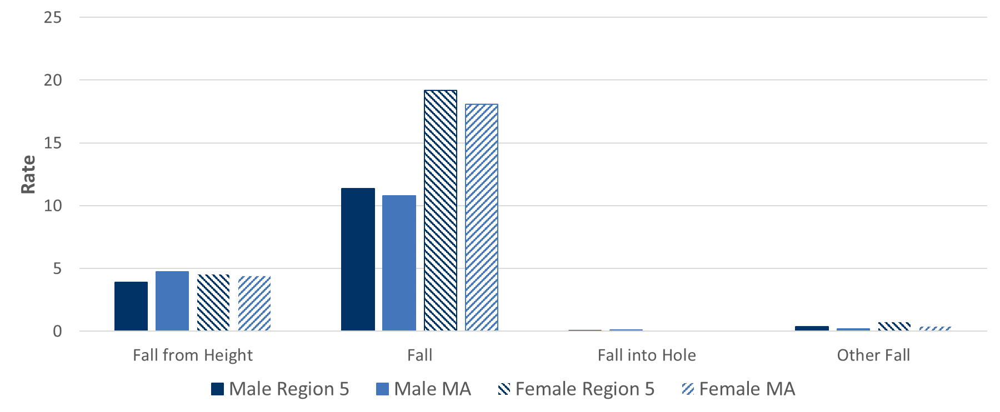 25
20
15
10
5
0
Rate
Fall from Height
Fall
Fall into Hole
Other Fall
Male Region 5
Male MA
Female Region 5
Female MA